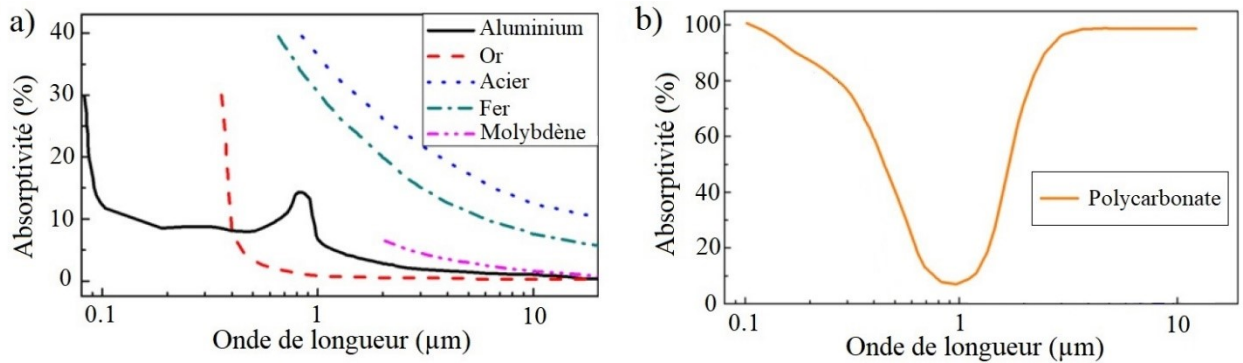 a)
Absorptivité (%)
40
30
20
10
0
Aluminium
Or
Acier
Fer
Molybdène
0.1
1
10
Onde de longueur (µm)
b)
Absorptivité (%)
100
80
60
40
20
0
Polycarbonate
0.1
1
10
Onde de longueur (µm)